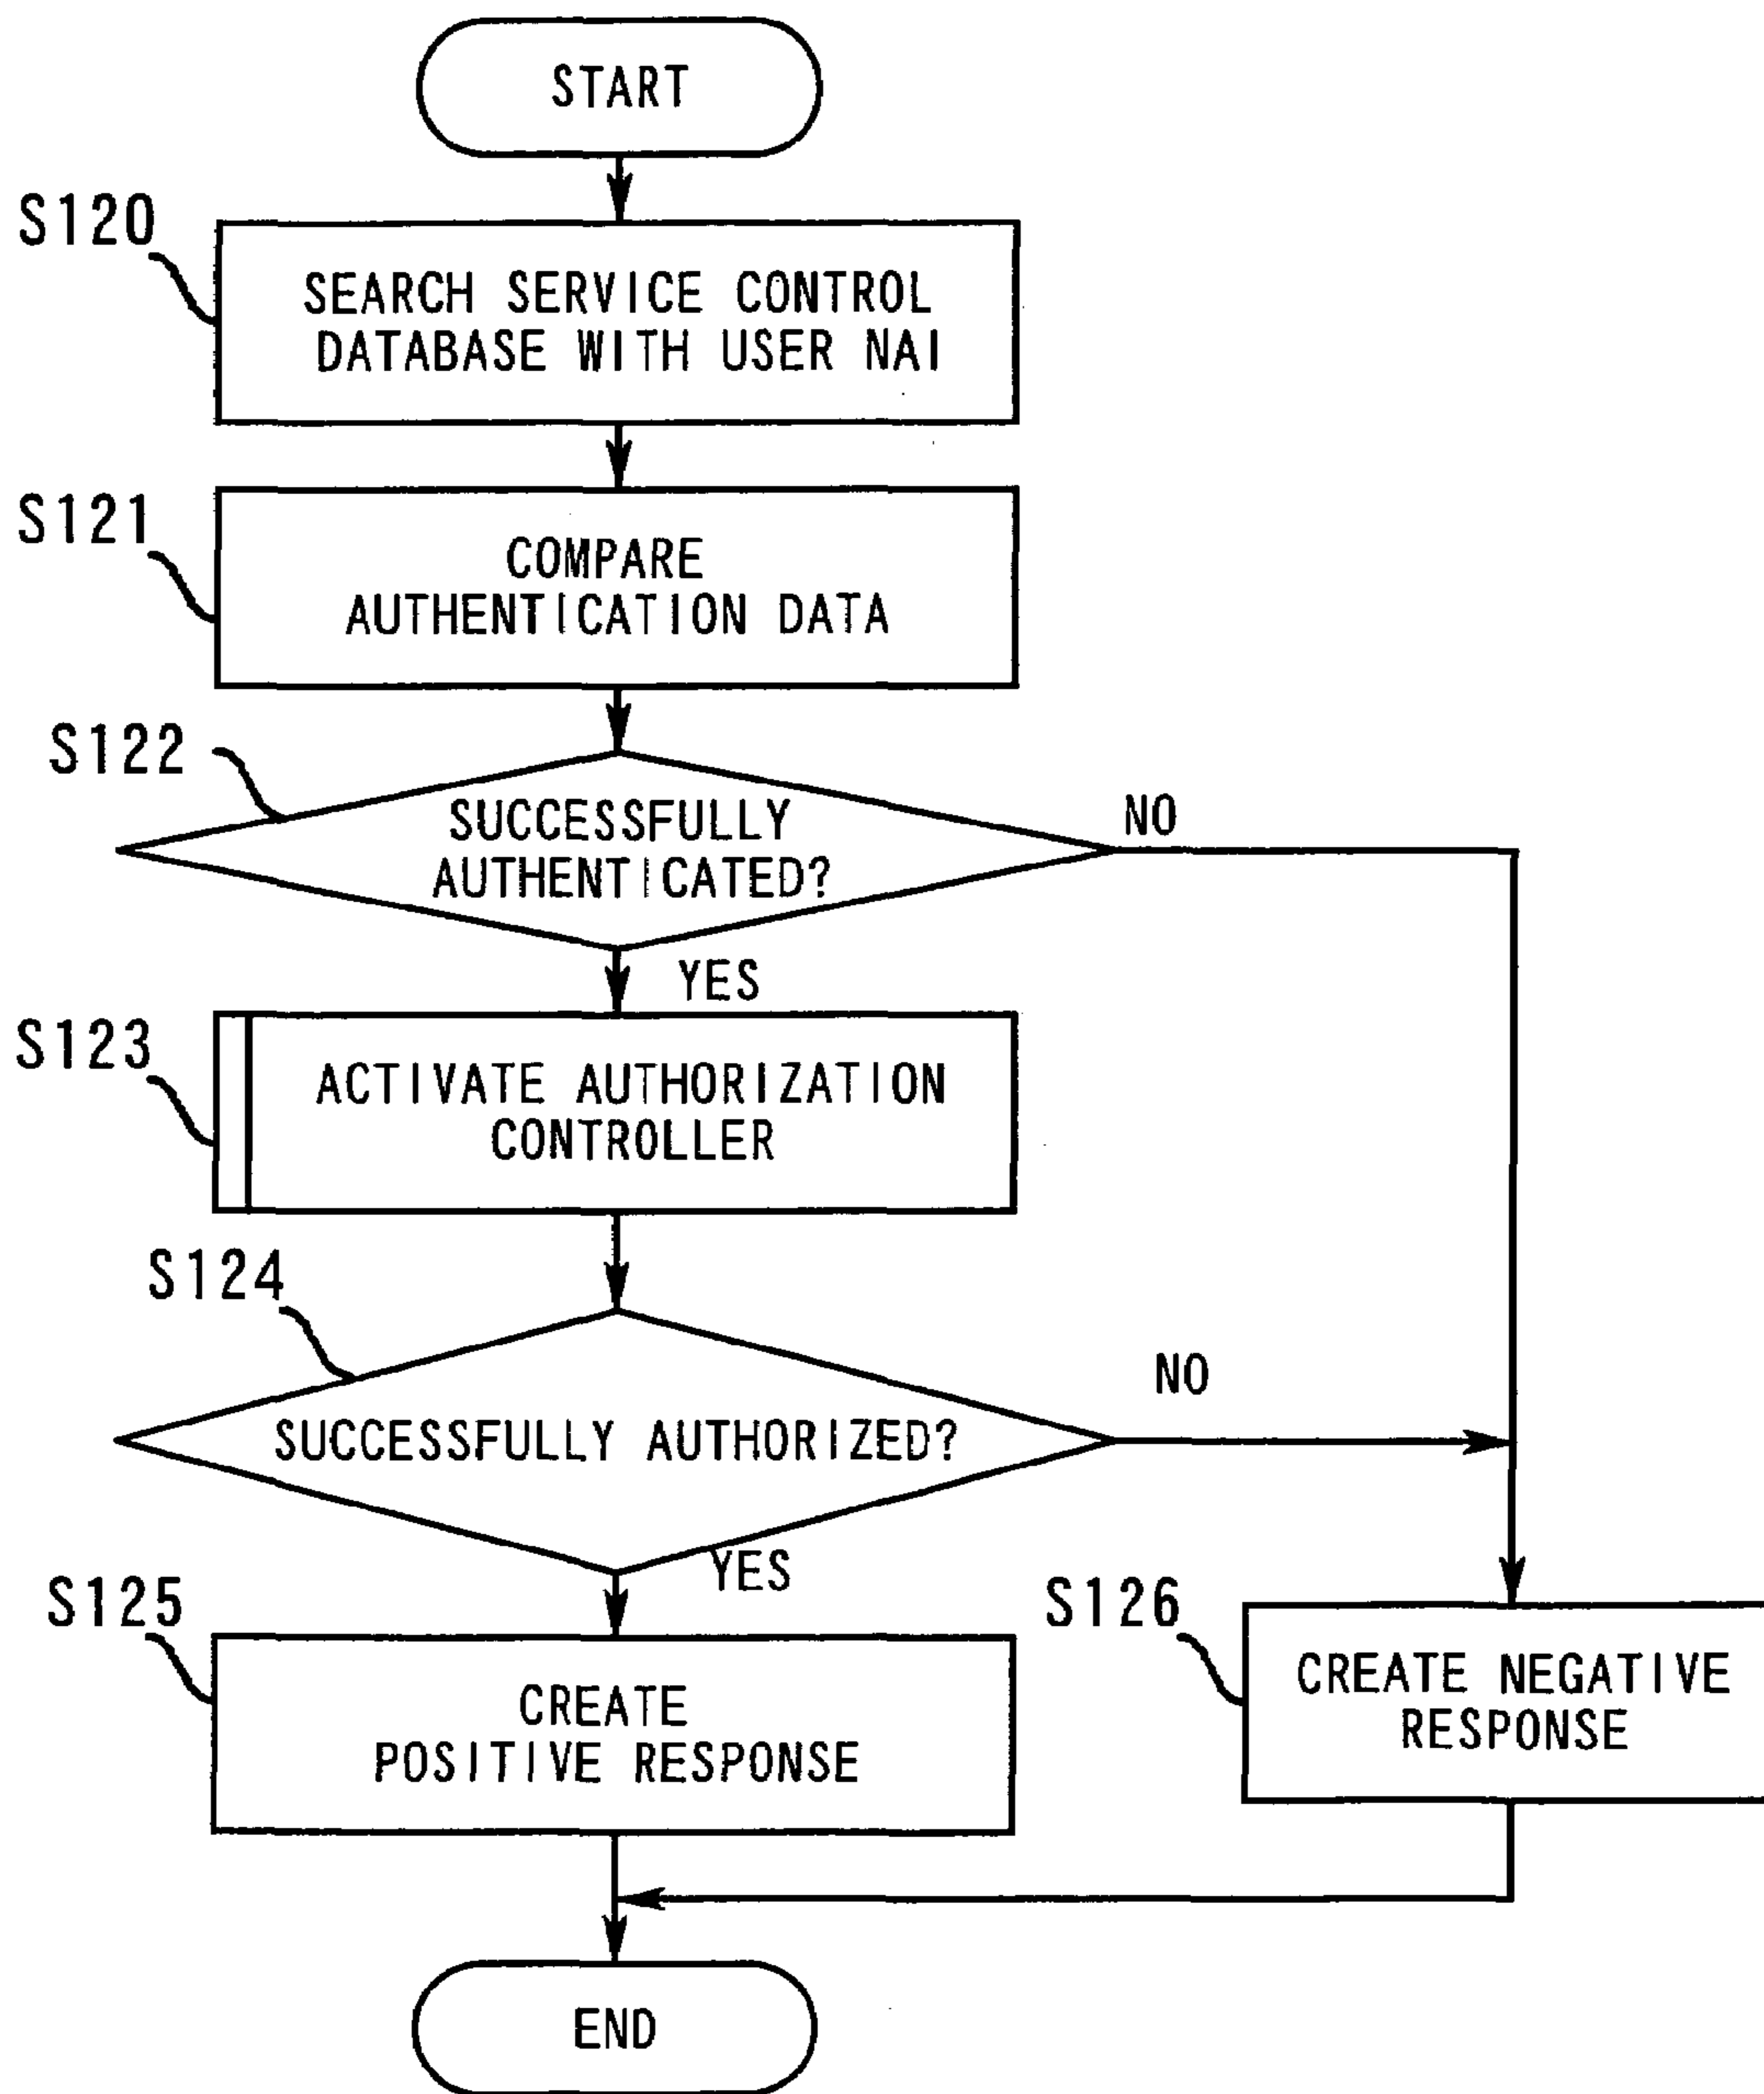 START
S120
SEARCH SERVICE CONTROL
DATABASE WITH USER NAI
S121
COMPARE
AUTHENTICATION DATA
S122
SUCCESSFULLY
AUTHENTICATED?
NO
YES
S123
ACTIVATE AUTHORIZATION
CONTROLLER
S124
SUCCESSFULLY AUTHORIZED?
NO
YES
S125
CREATE
POSITIVE RESPONSE
S126
CREATE NEGATIVE
RESPONSE
END